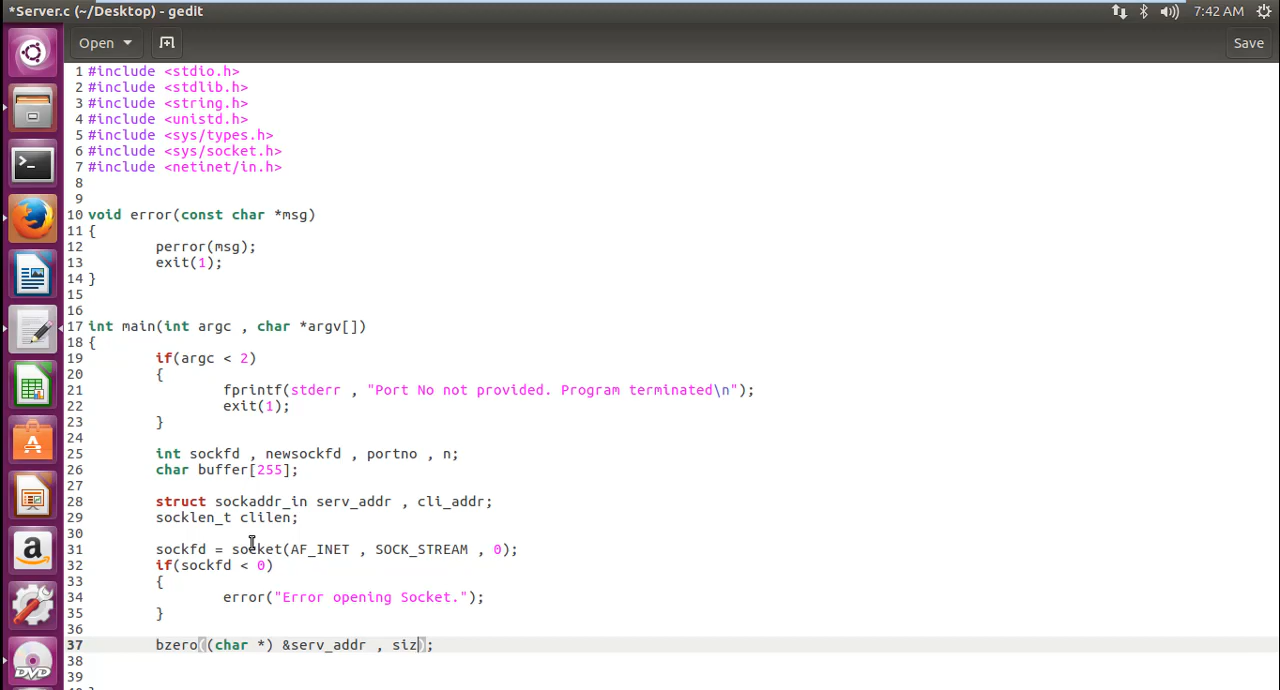 *Server.c (~/Desktop) - gedit
7:42 AM
Open
Save
1 #include <stdio.h>
2 #include <stdlib.h>
3 #include <string.h>
4 #include <unistd.h>
5 #include <sys/types.h>
6 #include <sys/socket.h>
7 #include <netinet/in.h>
8
9
10 void error(const char *msg)
11 {
12 perror(msg);
13 exit(1);
14 }
15
16
17 int main(int argc , char *argv[])
18 {
19 if(argc < 2)
20 {
21 fprintf(stderr , "Port No not provided. Program terminated\n");
22 exit(1);
23 }
24
25 int sockfd , newsockfd , portno , n;
26 char buffer[255];
27
28 struct sockaddr_in serv_addr , cli_addr;
29 socklen_t clilen;
30
31 sockfd = socket(AF_INET , SOCK_STREAM , 0);
32 if(sockfd < 0)
33 {
34 error("Error opening Socket.");
35 }
36
37 bzero((char *) &serv_addr , siz);
38
39
a
DVD